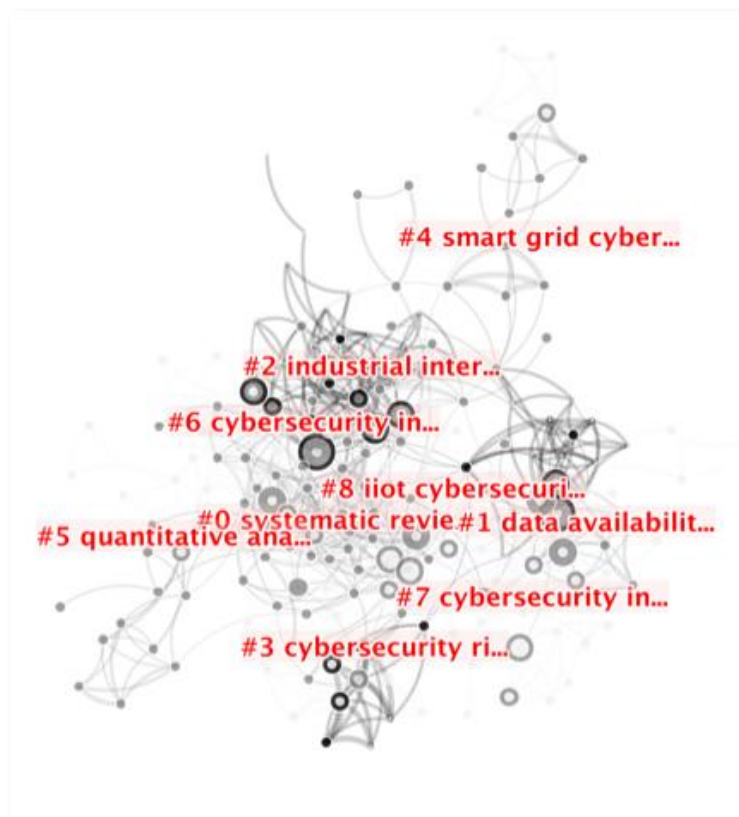 #4 smart grid cyber...
#2 industrial inter...
#6 cybersecurity in...
#8 iiot cybersecuri...
#0 systematic revie
#1 data availabilit...
#5 quantitative ana...
#7 cybersecurity in...
#3 cybersecurity ri...